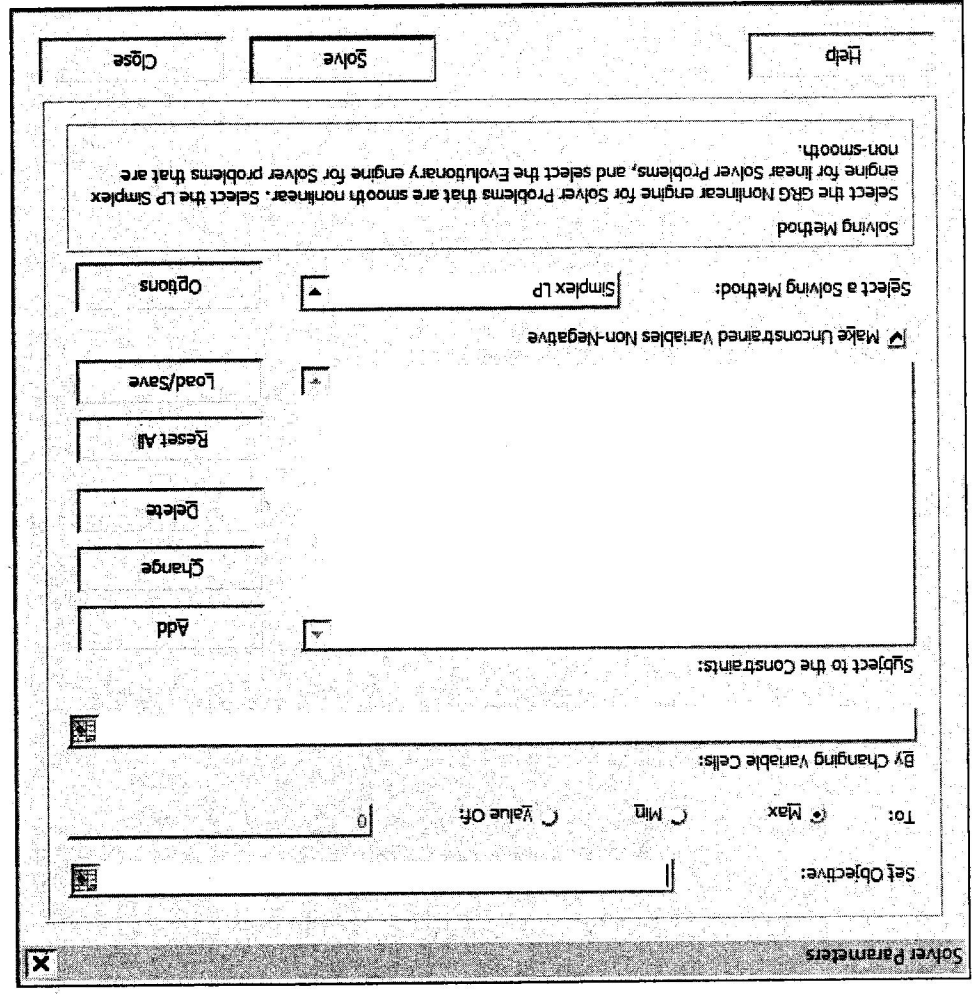 Solver Parameters
Set Objective:
To: Max Min Value Of: 0
By Changing Variable Cells:
Subject to the Constraints:
Add
Change
Delete
Reset All
Load/Save
Make Unconstrained Variables Non-Negative
Select a Solving Method: Simplex LP Options
Solving Method
Select the GRG Nonlinear engine for Solver Problems that are smooth nonlinear. Select the LP Simplex
engine for linear Solver Problems, and select the Evolutionary engine for Solver problems that are
non-smooth.
Help Solve Close